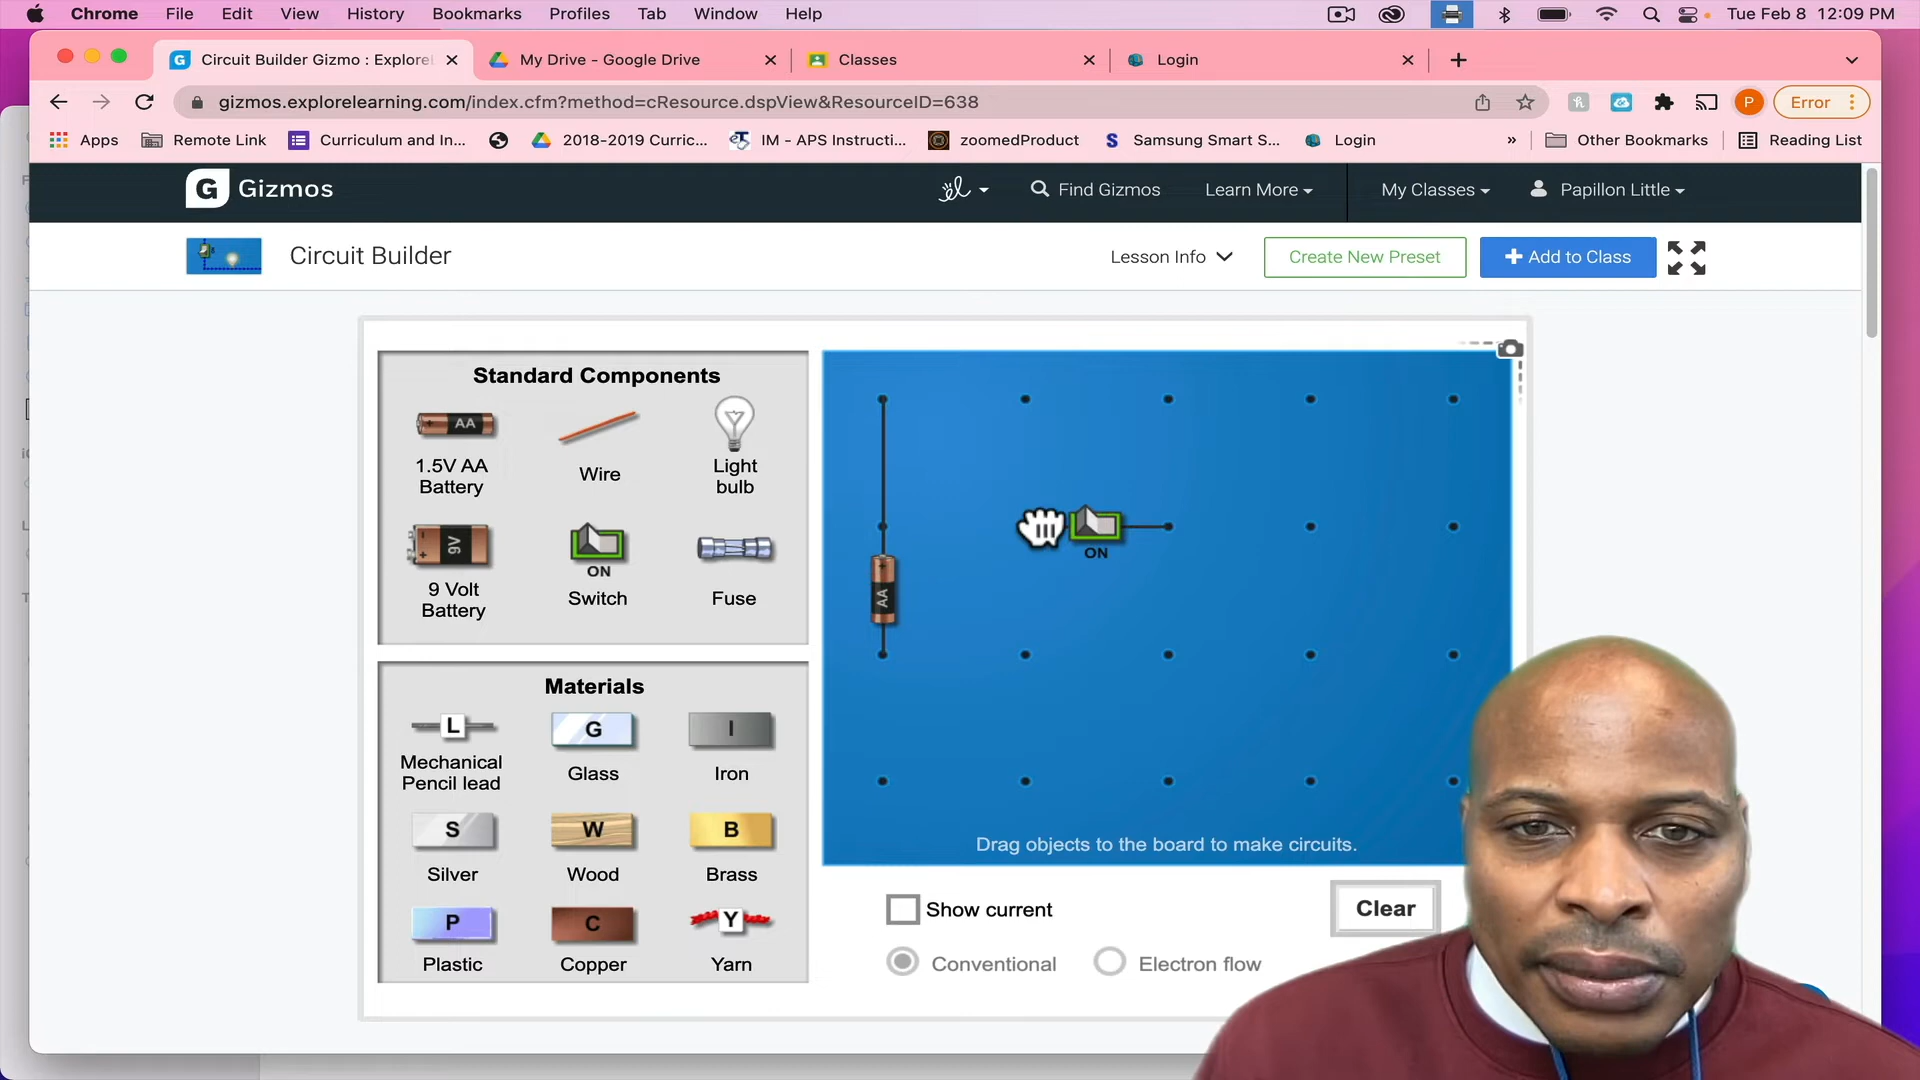 Chrome File Edit View History Bookmarks Profiles Tab Window Help Tue Feb 8 12:09 PM
Circuit Builder Gizmo : ExploreL My Drive - Google Drive Classes Login
gizmos.explorelearning.com/index.cfm?method=cResource.dspView&ResourceID=638 P Error
Apps Remote Link Curriculum and In... 2018-2019 Curric... IM - APS Instructi... zoomedProduct S Samsung Smart S... Login » Other Bookmarks Reading List
G Gizmos Find Gizmos Learn More My Classes Papillon Little
Circuit Builder Lesson Info Create New Preset Add to Class
Standard Components
AA
1.5V AA
Battery
Wire
Light
bulb
9V
9 Volt
Battery
ON
Switch
Fuse
Materials
L
Mechanical
Pencil lead
G
Glass
I
Iron
S
Silver
W
Wood
B
Brass
P
Plastic
C
Copper
Y
Yarn
ON
AA
Drag objects to the board to make circuits.
Show current
Clear
Conventional Electron flow